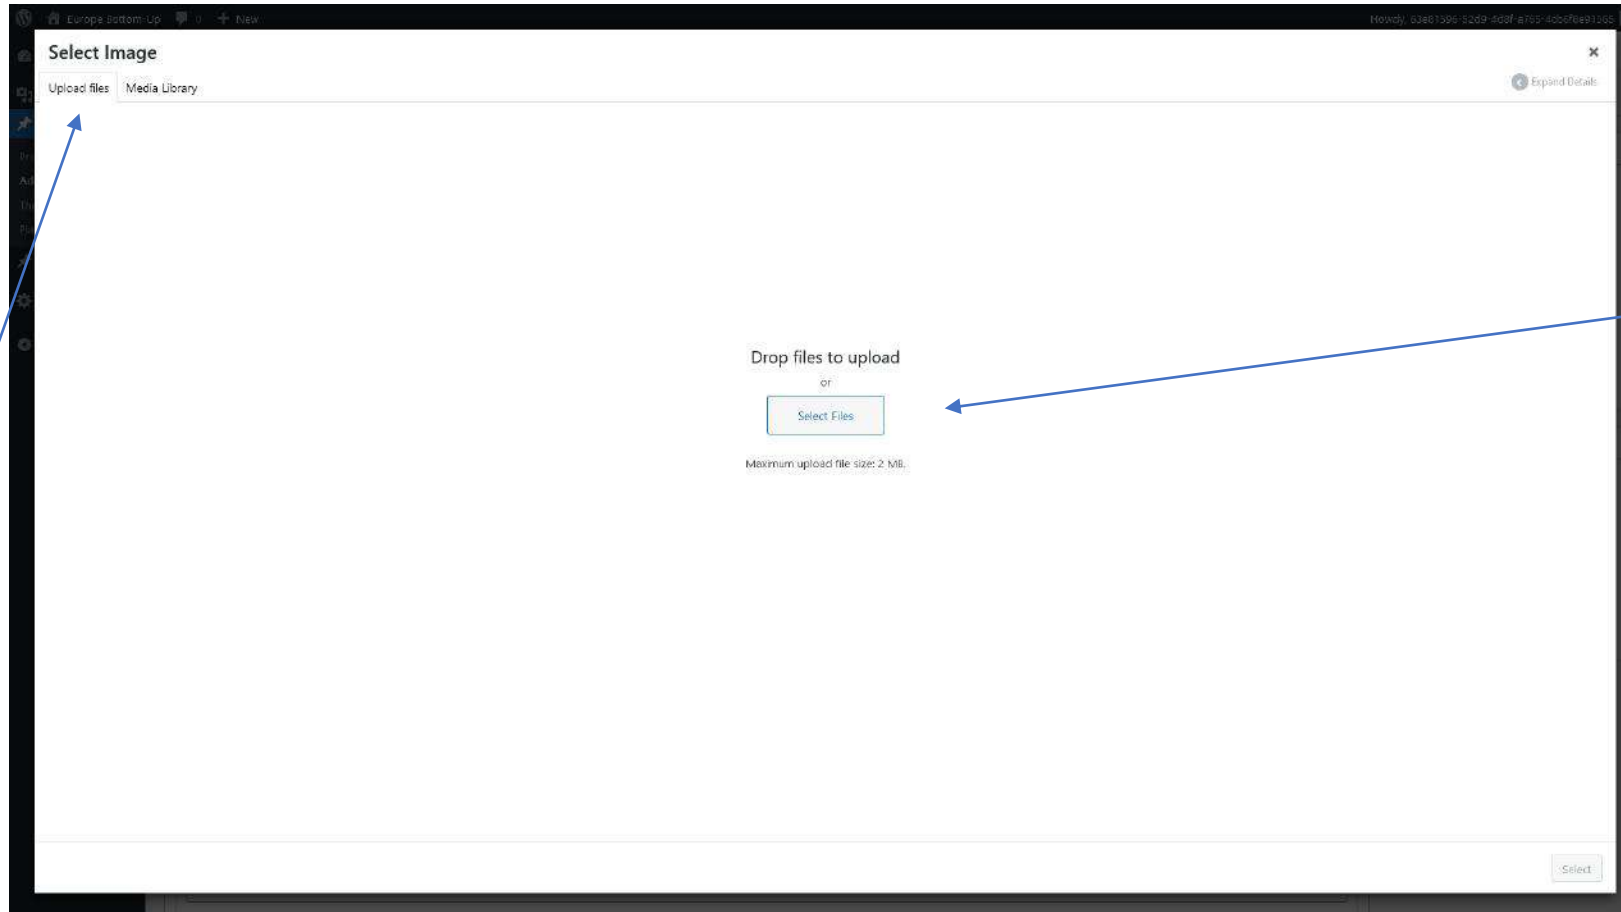 Europe Bottom-Up 0 + New
Select Image
Expand Details
Upload files Media Library
Drop files to upload
or
Select Files
Maximum upload file size: 2 MB.
Select